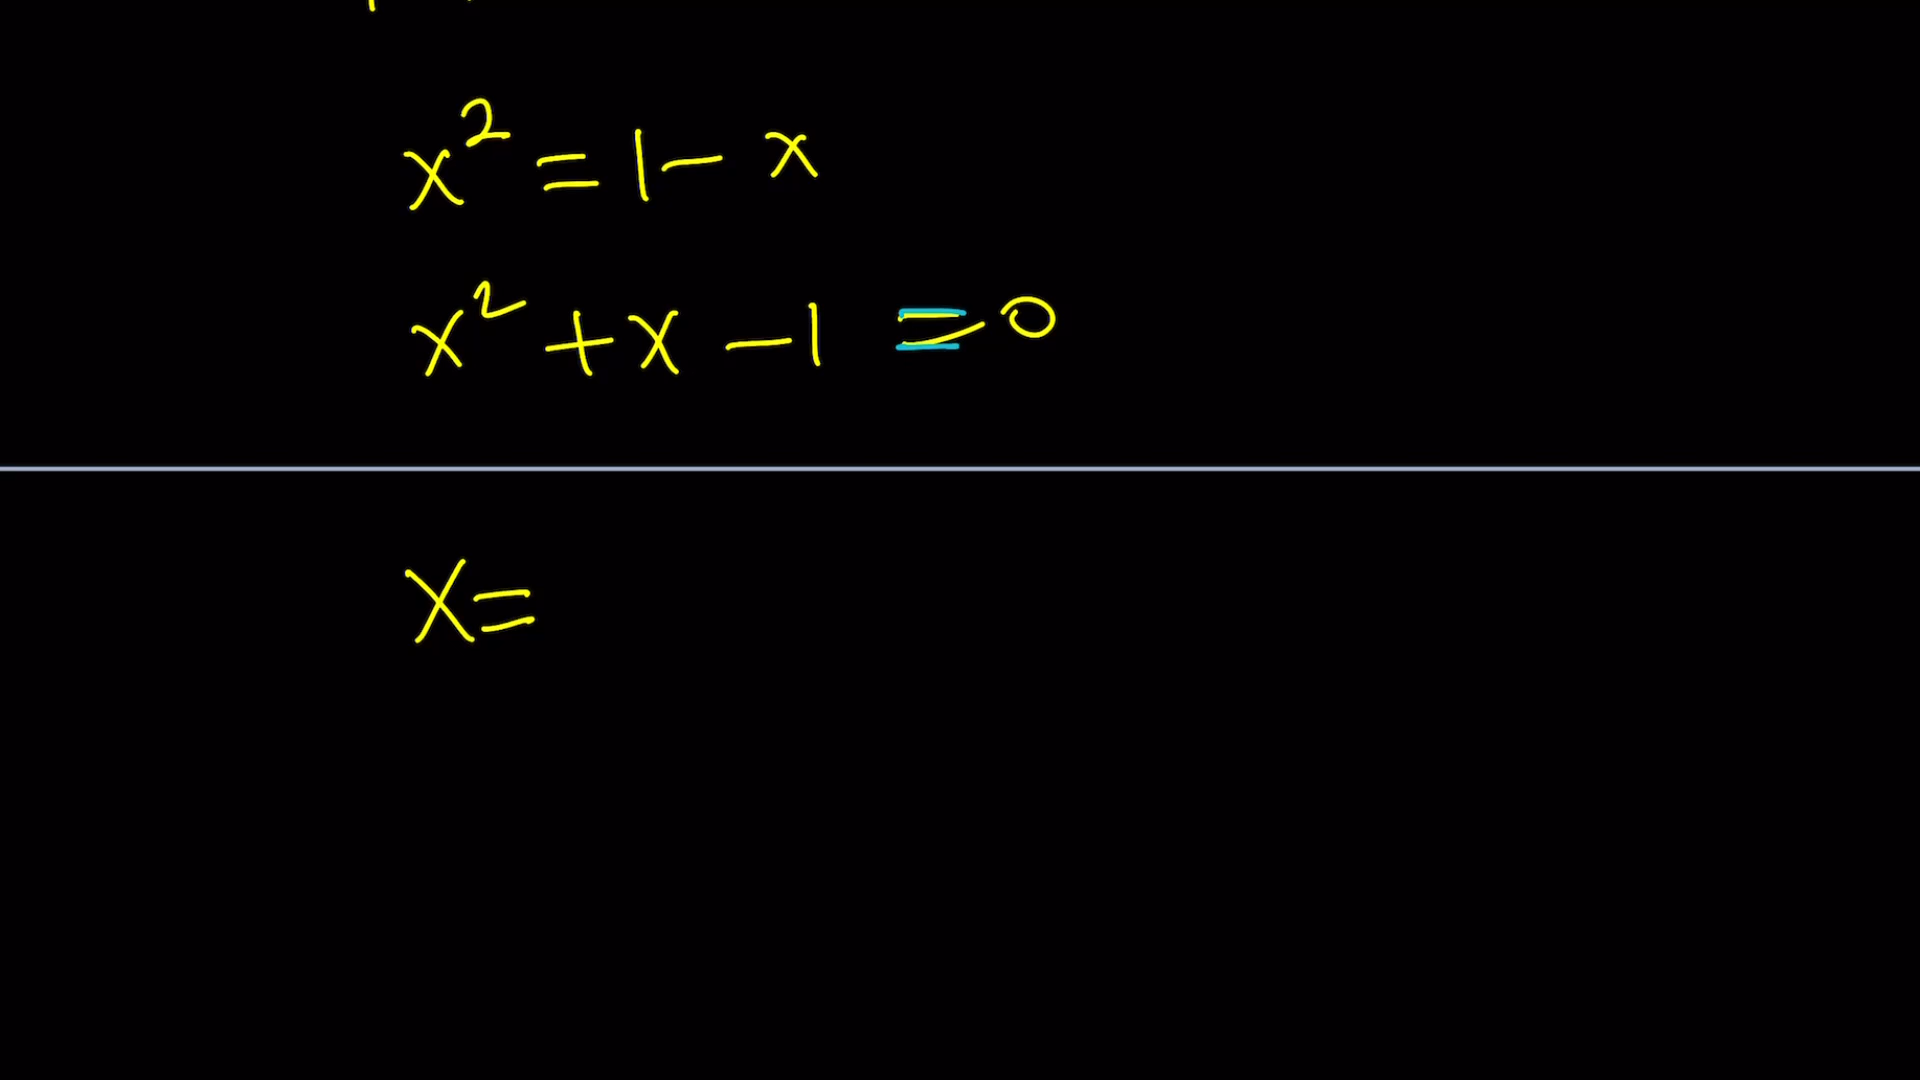 x² = 1 - x
x² + x - 1 = 0
x =